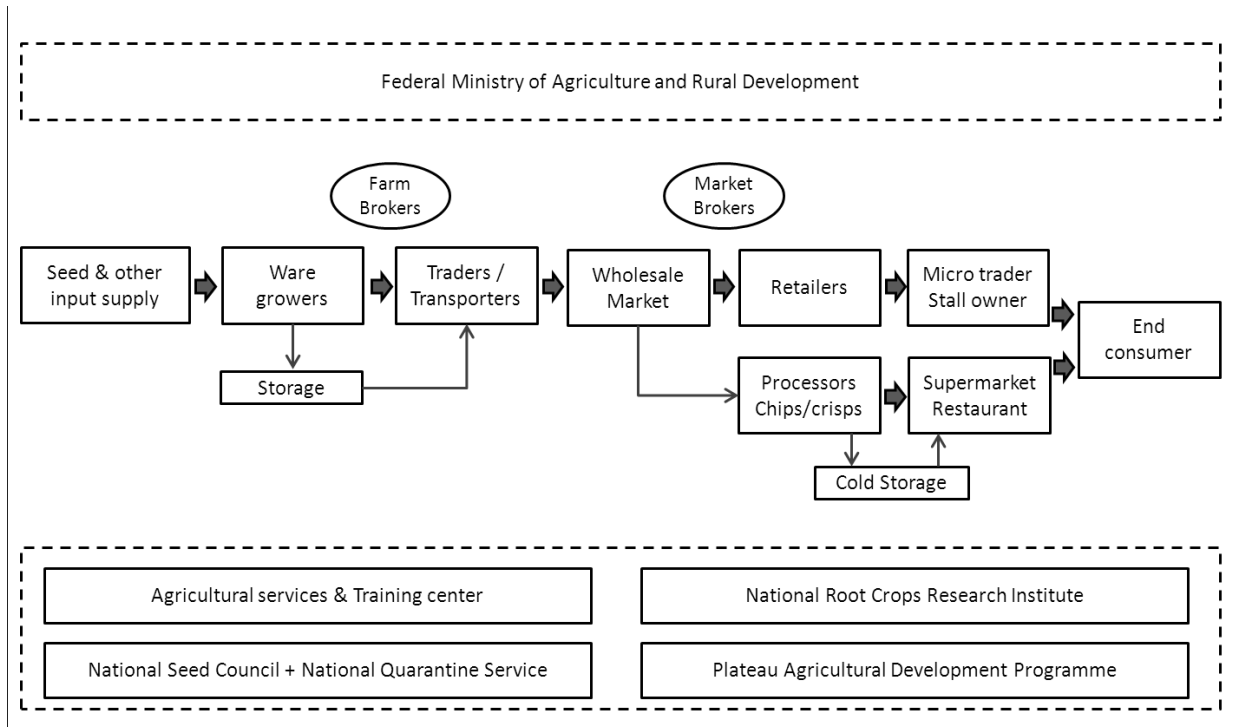 Federal Ministry of Agriculture and Rural Development
Farm
Brokers
Market
Brokers
Seed & other
input supply
Ware
growers
Traders /
Transporters
Wholesale
Market
Retailers
Micro trader
Stall owner
End
consumer
Storage
Processors
Chips/crisps
Supermarket
Restaurant
Cold Storage
Agricultural services & Training center
National Root Crops Research Institute
National Seed Council + National Quarantine Service
Plateau Agricultural Development Programme